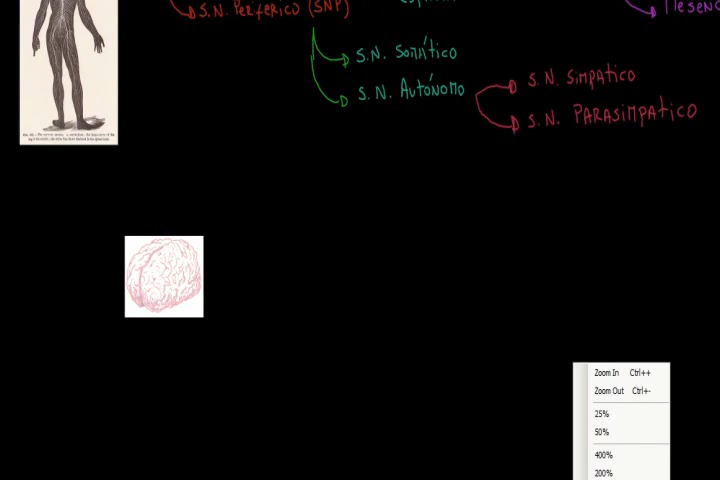 S.N. Periferico (SNP)
S.N. Somático
S.N. Autónomo
S.N. Simpatico
S.N. PARASimpatico
Zoom In Ctrl++
Zoom Out Ctrl+-
25%
50%
400%
200%